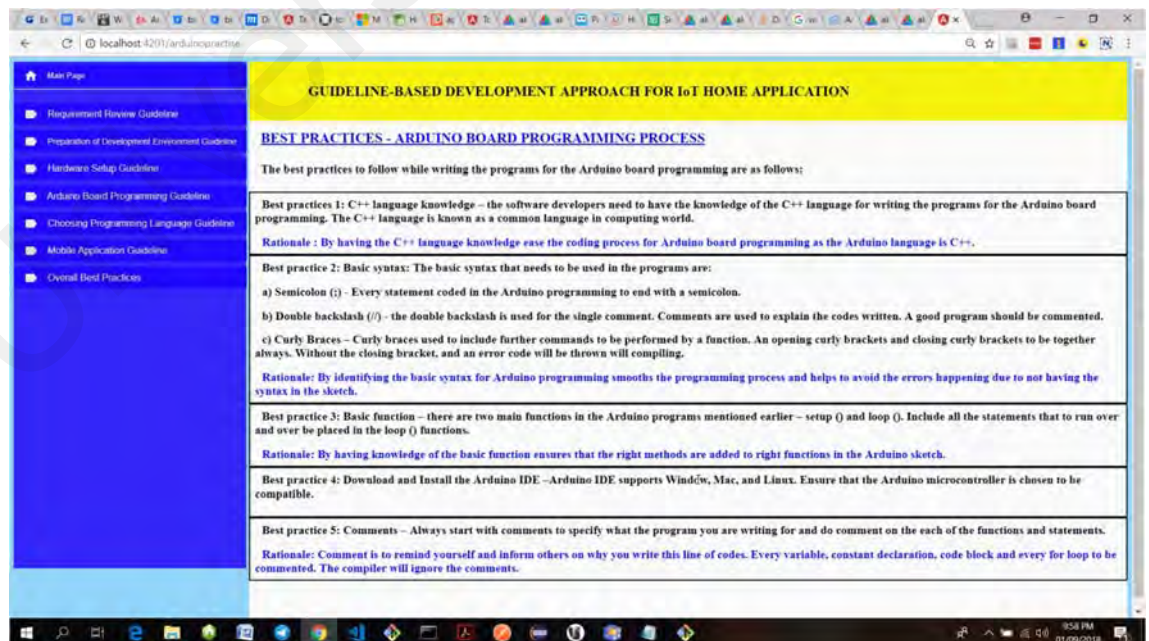 localhost:4201/arduinopractise
Main Page
Requirement Review Guideline
Preparation of Development Environment Guideline
Hardware Setup Guideline
Arduino Board Programming Guideline
Choosing Programming Language Guideline
Mobile Application Guideline
Overall Best Practices
GUIDELINE-BASED DEVELOPMENT APPROACH FOR IoT HOME APPLICATION
BEST PRACTICES - ARDUINO BOARD PROGRAMMING PROCESS
The best practices to follow while writing the programs for the Arduino board programming are as follows:
Best practices 1: C++ language knowledge – the software developers need to have the knowledge of the C++ language for writing the programs for the Arduino board
programming. The C++ language is known as a common language in computing world.
Rationale : By having the C++ language knowledge ease the coding process for Arduino board programming as the Arduino language is C++.
Best practice 2: Basic syntax: The basic syntax that needs to be used in the programs are:
a) Semicolon (;) - Every statement coded in the Arduino programming to end with a semicolon.
b) Double backslash (//) - the double backslash is used for the single comment. Comments are used to explain the codes written. A good program should be commented.
c) Curly Braces – Curly braces used to include further commands to be performed by a function. An opening curly brackets and closing curly brackets to be together
always. Without the closing bracket, and an error code will be thrown will compiling.
Rationale: By identifying the basic syntax for Arduino programming smooths the programming process and helps to avoid the errors happening due to not having the
syntax in the sketch.
Best practice 3: Basic function – there are two main functions in the Arduino programs mentioned earlier – setup () and loop (). Include all the statements that to run over
and over be placed in the loop () functions.
Rationale: By having knowledge of the basic function ensures that the right methods are added to right functions in the Arduino sketch.
Best practice 4: Download and Install the Arduino IDE –Arduino IDE supports Window, Mac, and Linux. Ensure that the Arduino microcontroller is chosen to be
compatible.
Best practice 5: Comments – Always start with comments to specify what the program you are writing for and do comment on the each of the functions and statements.
Rationale: Comment is to remind yourself and inform others on why you write this line of codes. Every variable, constant declaration, code block and every for loop to be
commented. The compiler will ignore the comments.
9:58 PM
01/09/2018